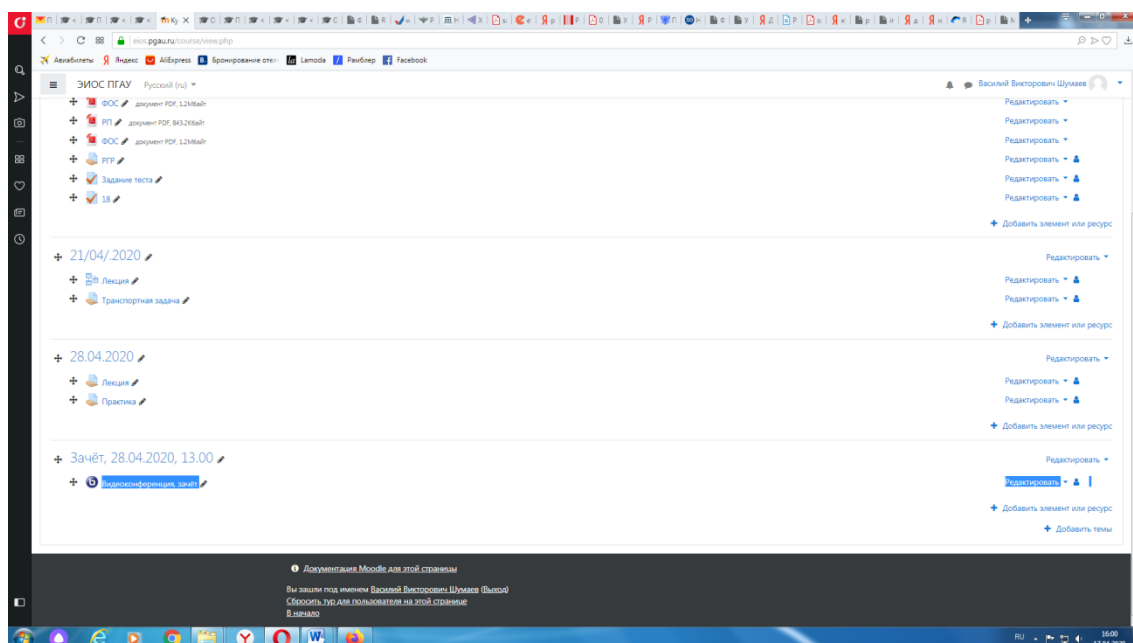 eios.pgau.ru/course/view.php
Авиабилеты Яндекс AliExpress Бронирование отел Lamoda Рамблер Facebook
ЭИОС ПГАУ Русский (ru) Василий Викторович Шумаев
ФОС документ PDF, 1.2Мбайт Редактировать
РП документ PDF, 843.2Кбайт Редактировать
ФОС документ PDF, 1.2Мбайт Редактировать
РГР Редактировать
Задание теста Редактировать
18 Редактировать
Добавить элемент или ресурс
21/04/.2020 Редактировать
Лекция Редактировать
Транспортная задача Редактировать
Добавить элемент или ресурс
28.04.2020 Редактировать
Лекция Редактировать
Практика Редактировать
Добавить элемент или ресурс
Зачёт, 28.04.2020, 13.00 Редактировать
Видеоконференция, зачёт Редактировать
Добавить элемент или ресурс
Добавить темы
Документация Moodle для этой страницы
Вы зашли под именем Василий Викторович Шумаев (Выход)
Сбросить тур для пользователя на этой странице
В начало
RU 16:00